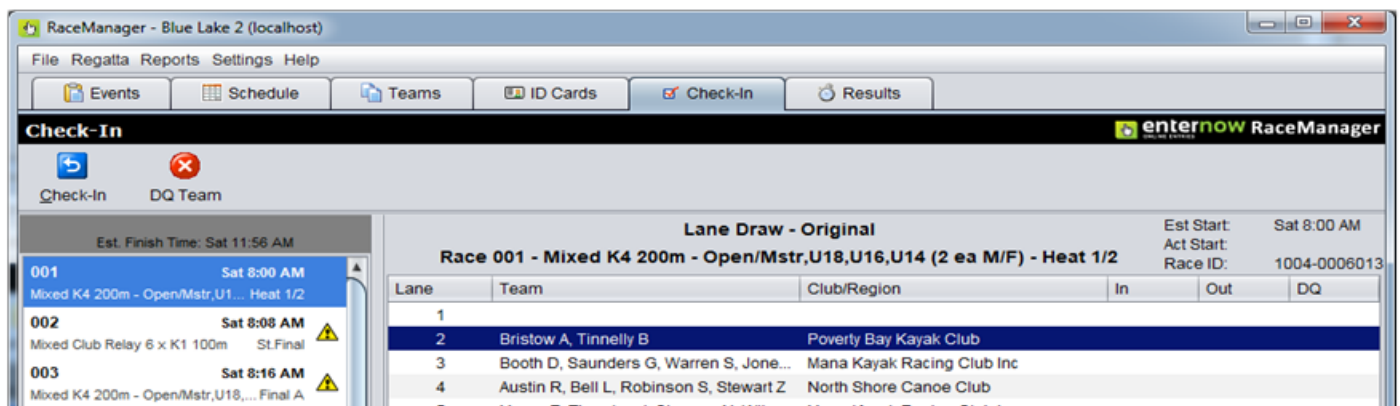 RaceManager - Blue Lake 2 (localhost)
File Regatta Reports Settings Help
Events Schedule Teams ID Cards Check-In Results
Check-In
enternow RaceManager
ONLINE ENTRIES
Check-In DQ Team
Est. Finish Time: Sat 11:56 AM
001 Sat 8:00 AM
Mixed K4 200m - Open/Mstr,U1... Heat 1/2
002 Sat 8:08 AM
Mixed Club Relay 6 x K1 100m St.Final
003 Sat 8:16 AM
Mixed K4 200m - Open/Mstr,U18,... Final A
Lane Draw - Original
Race 001 - Mixed K4 200m - Open/Mstr,U18,U16,U14 (2 ea M/F) - Heat 1/2
Est Start: Sat 8:00 AM
Act Start:
Race ID: 1004-0006013
Lane Team Club/Region In Out DQ
1
2 Bristow A, Tinnelly B Poverty Bay Kayak Club
3 Booth D, Saunders G, Warren S, Jone... Mana Kayak Racing Club Inc
4 Austin R, Bell L, Robinson S, Stewart Z North Shore Canoe Club